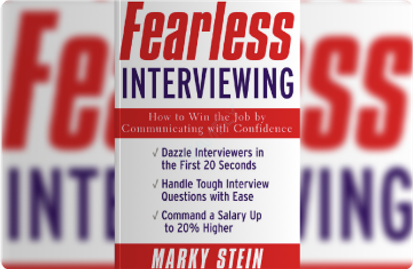 Fearless
INTERVIEWING
How to Win the Job by
Communicating with Confidence
✓ Dazzle Interviewers in
the First 20 Seconds
✓ Handle Tough Interview
Questions with Ease
✓ Command a Salary Up
to 20% Higher
MARKY STEIN